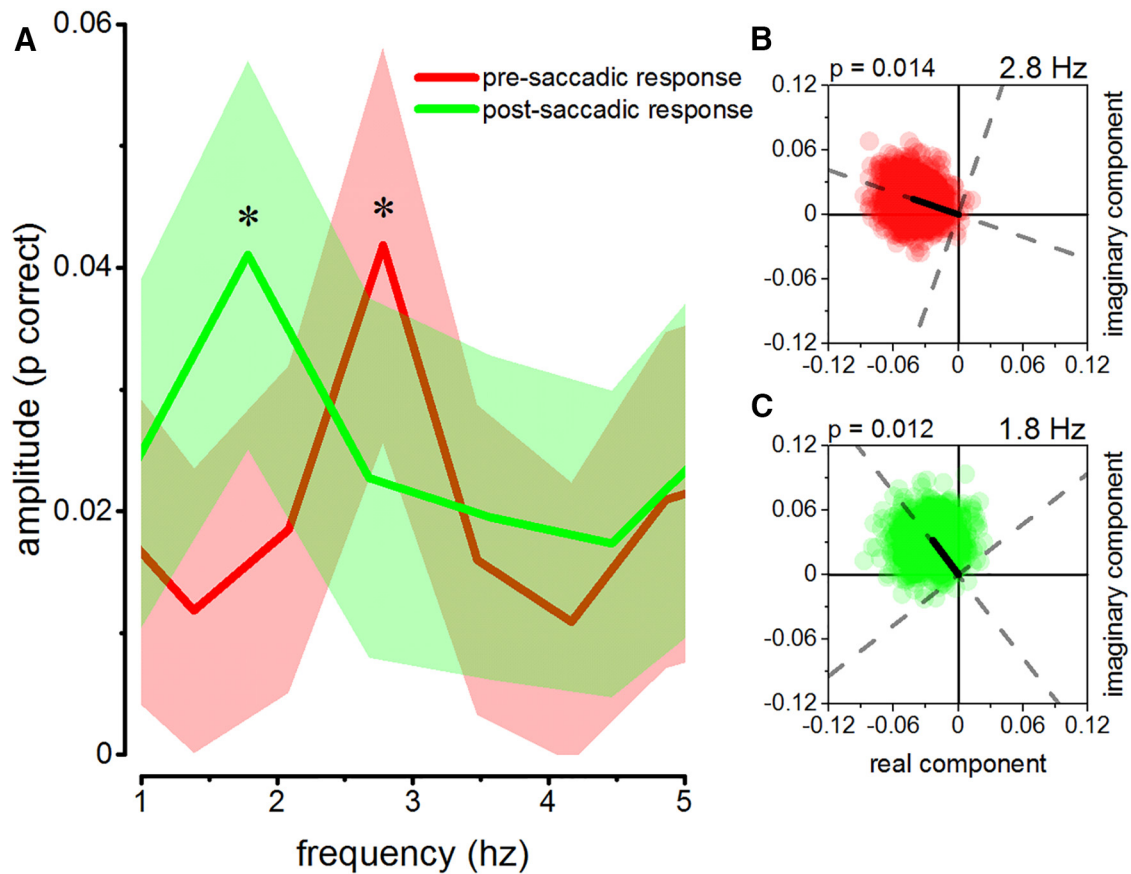 A
0.06
0.04
0.02
0
amplitude (p correct)
* *
pre-saccadic response
post-saccadic response
1 2 3 4 5
frequency (hz)
B
p = 0.014 2.8 Hz
0.12
0.06
0
-0.06
-0.12
-0.12 -0.06 0 0.06 0.12
imaginary component
C
p = 0.012 1.8 Hz
0.12
0.06
0
-0.06
-0.12
-0.12 -0.06 0 0.06 0.12
imaginary component
real component